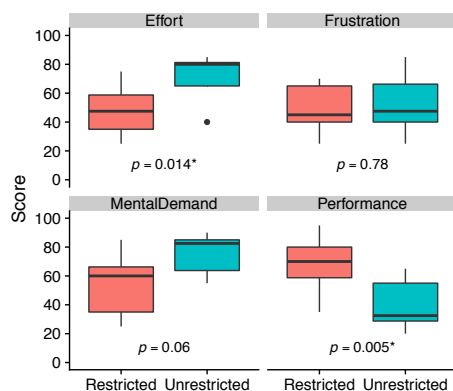 Effort Frustration
100
80
60
40
20
0
p = 0.014*
p = 0.78
MentalDemand Performance
100
80
60
40
20
0
p = 0.06
p = 0.005*
Score
Restricted Unrestricted Restricted Unrestricted